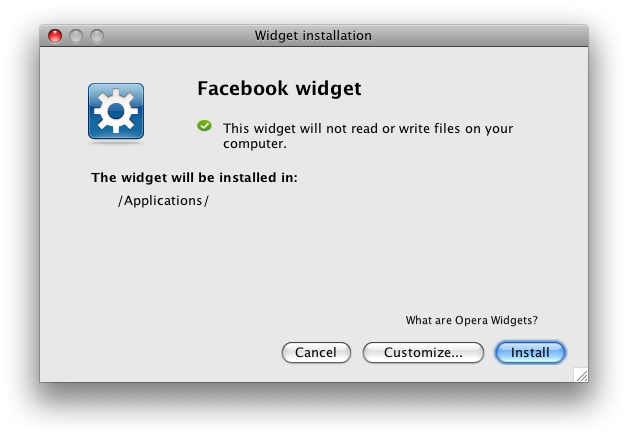 Widget installation
Facebook widget
This widget will not read or write files on your
computer.
The widget will be installed in:
/Applications/
What are Opera Widgets?
Cancel
Customize...
Install